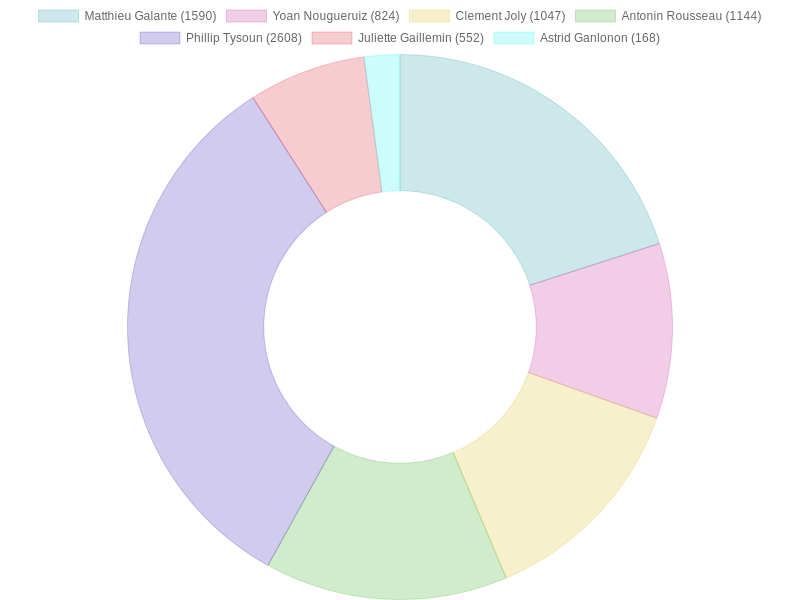 Matthieu Galante (1590) Yoan Nougueruiz (824) Clement Joly (1047) Antonin Rousseau (1144)
Phillip Tysoun (2608) Juliette Gaillemin (552) Astrid Ganlonon (168)